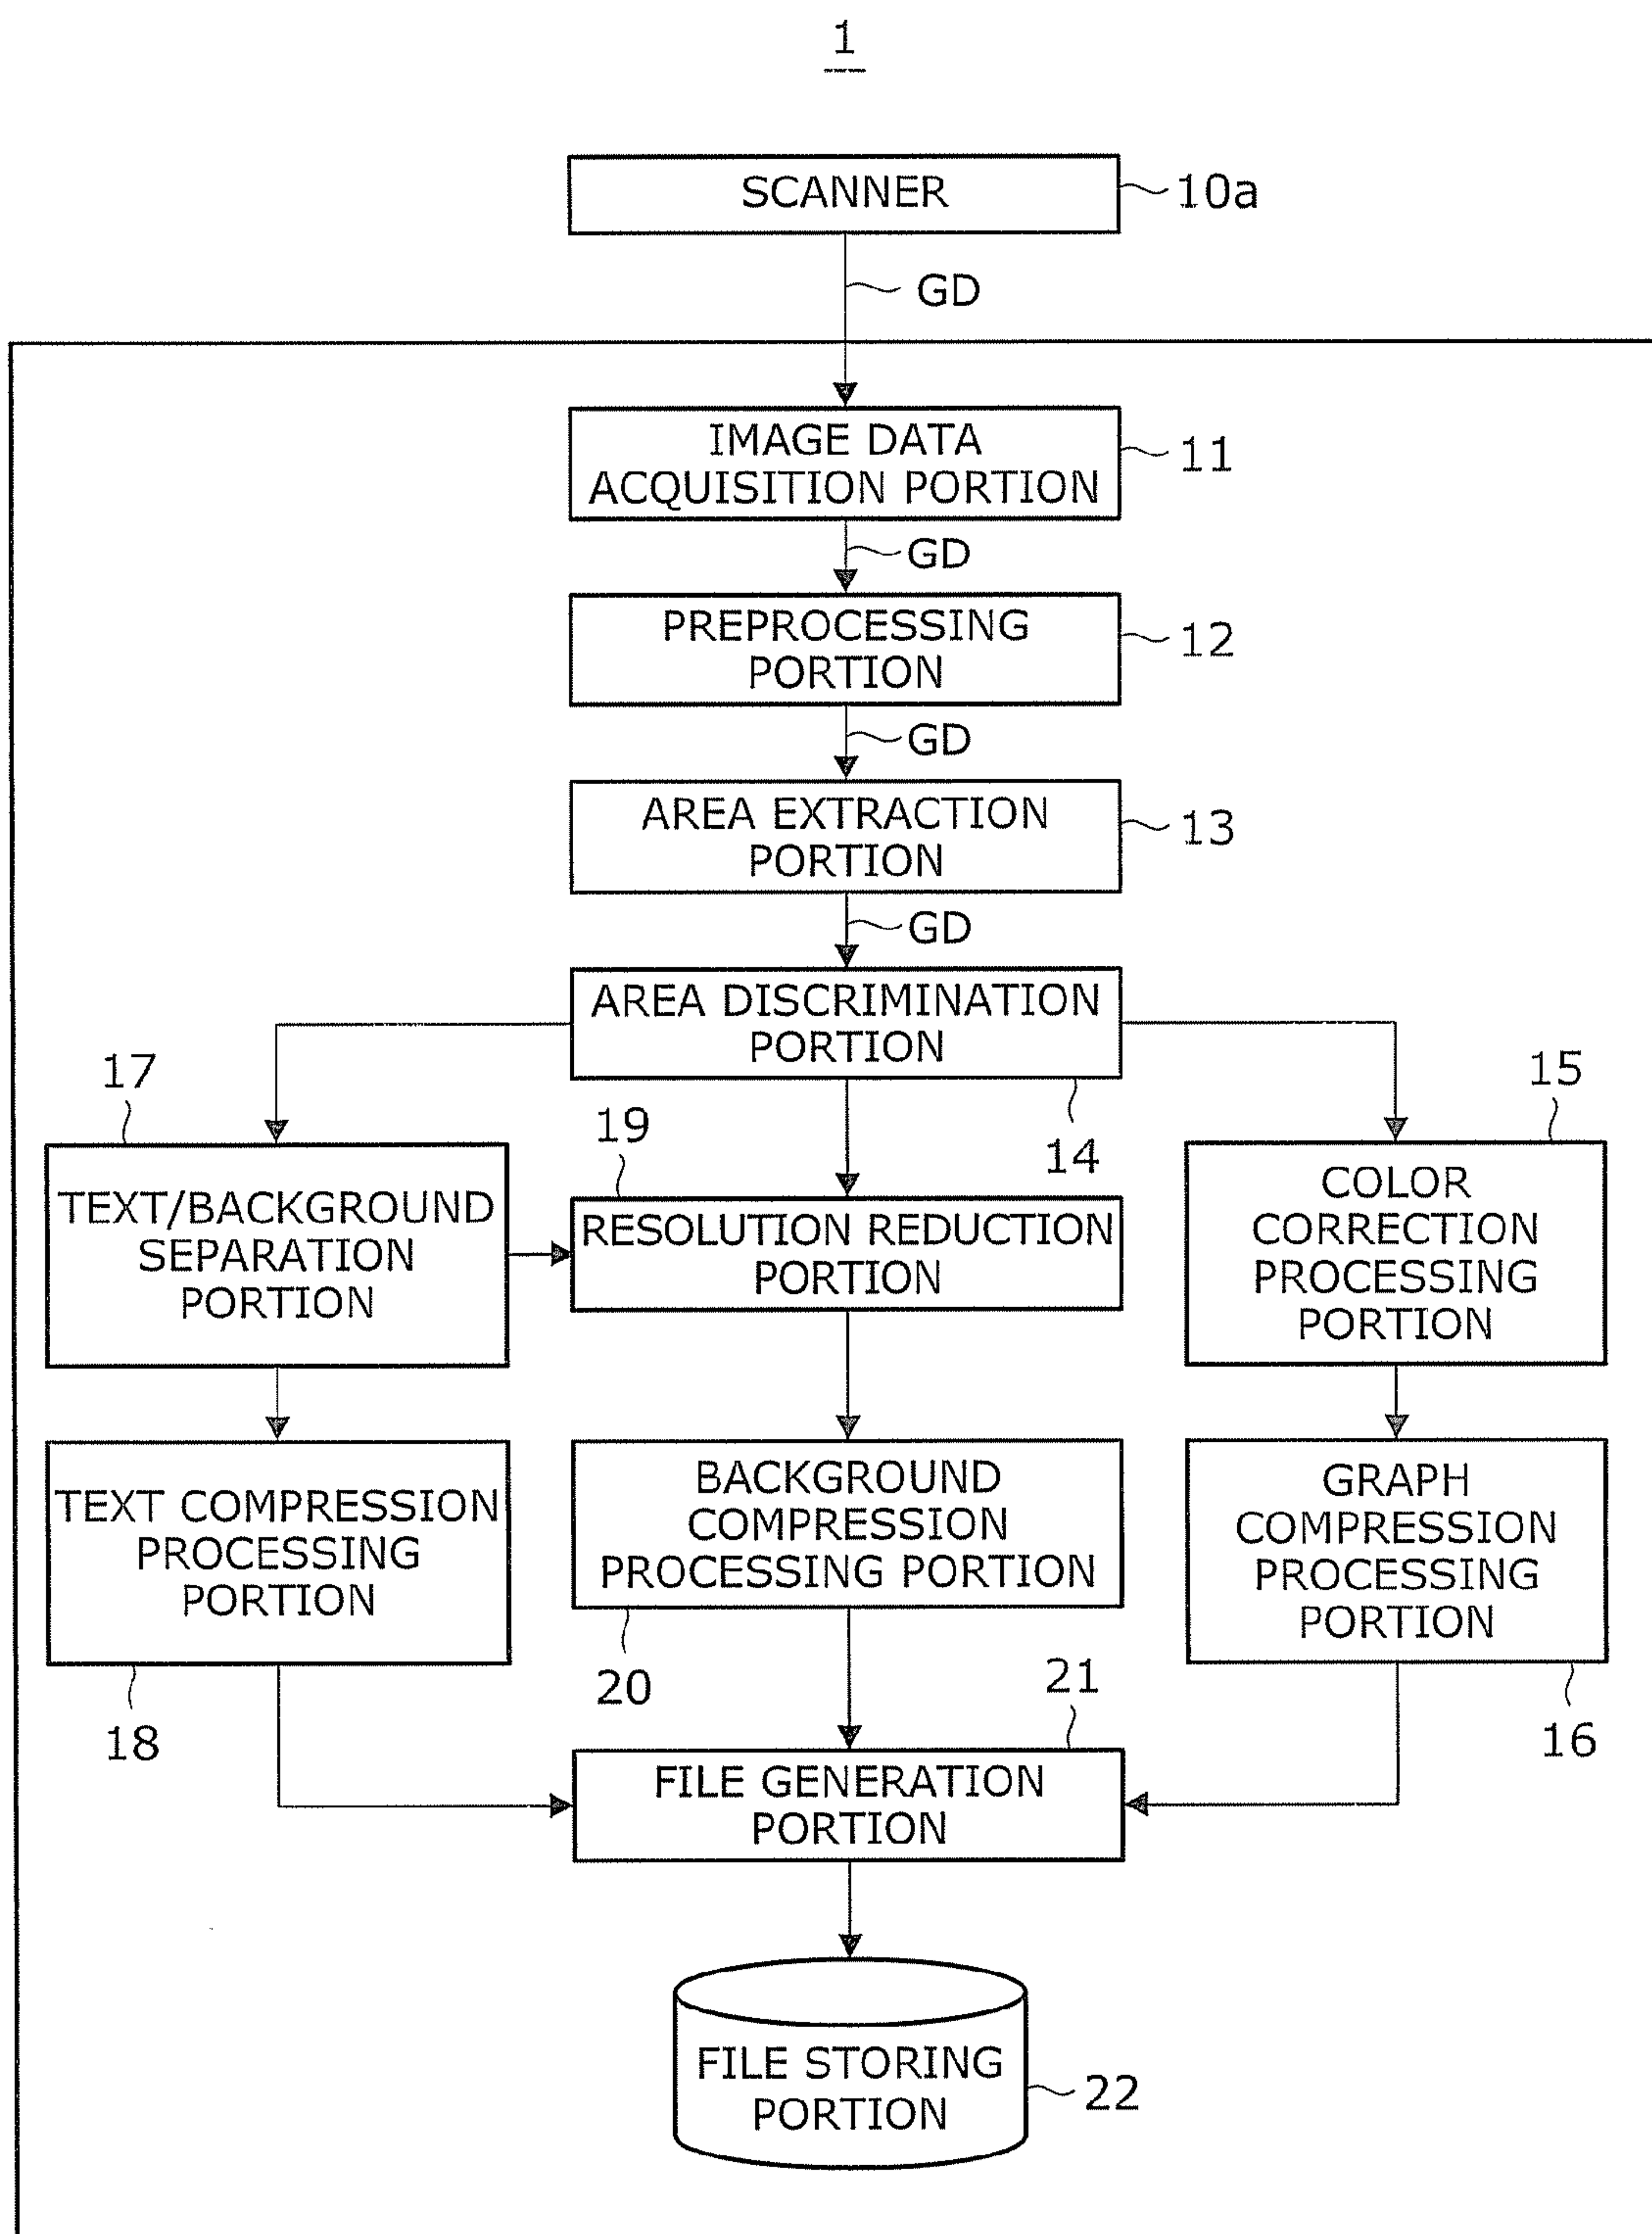 1
SCANNER
10a
GD
IMAGE DATA
ACQUISITION PORTION
11
GD
PREPROCESSING
PORTION
12
GD
AREA EXTRACTION
PORTION
13
GD
AREA DISCRIMINATION
PORTION
14
17
TEXT/BACKGROUND
SEPARATION
PORTION
19
RESOLUTION REDUCTION
PORTION
15
COLOR
CORRECTION
PROCESSING
PORTION
TEXT COMPRESSION
PROCESSING
PORTION
18
BACKGROUND
COMPRESSION
PROCESSING PORTION
20
GRAPH
COMPRESSION
PROCESSING
PORTION
16
21
FILE GENERATION
PORTION
FILE STORING
PORTION
22